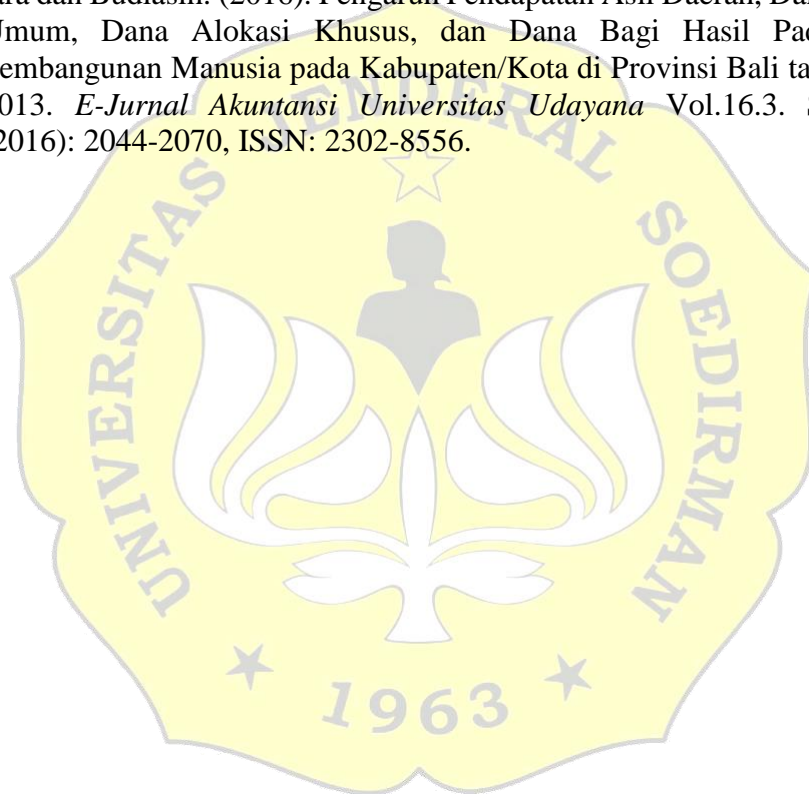 dan Budiasih. (2016). Pengaruh Pendapatan Asli Daerah, Da
Umum, Dana Alokasi Khusus, dan Dana Bagi Hasil Pad
embangunan Manusia pada Kabupaten/Kota di Provinsi Bali ta
013. E-Jurnal Akuntansi Universitas Udayana Vol.16.3.
2016): 2044-2070, ISSN: 2302-8556.
UNIVERSITAS JENDERAL SOEDIRMAN
1963